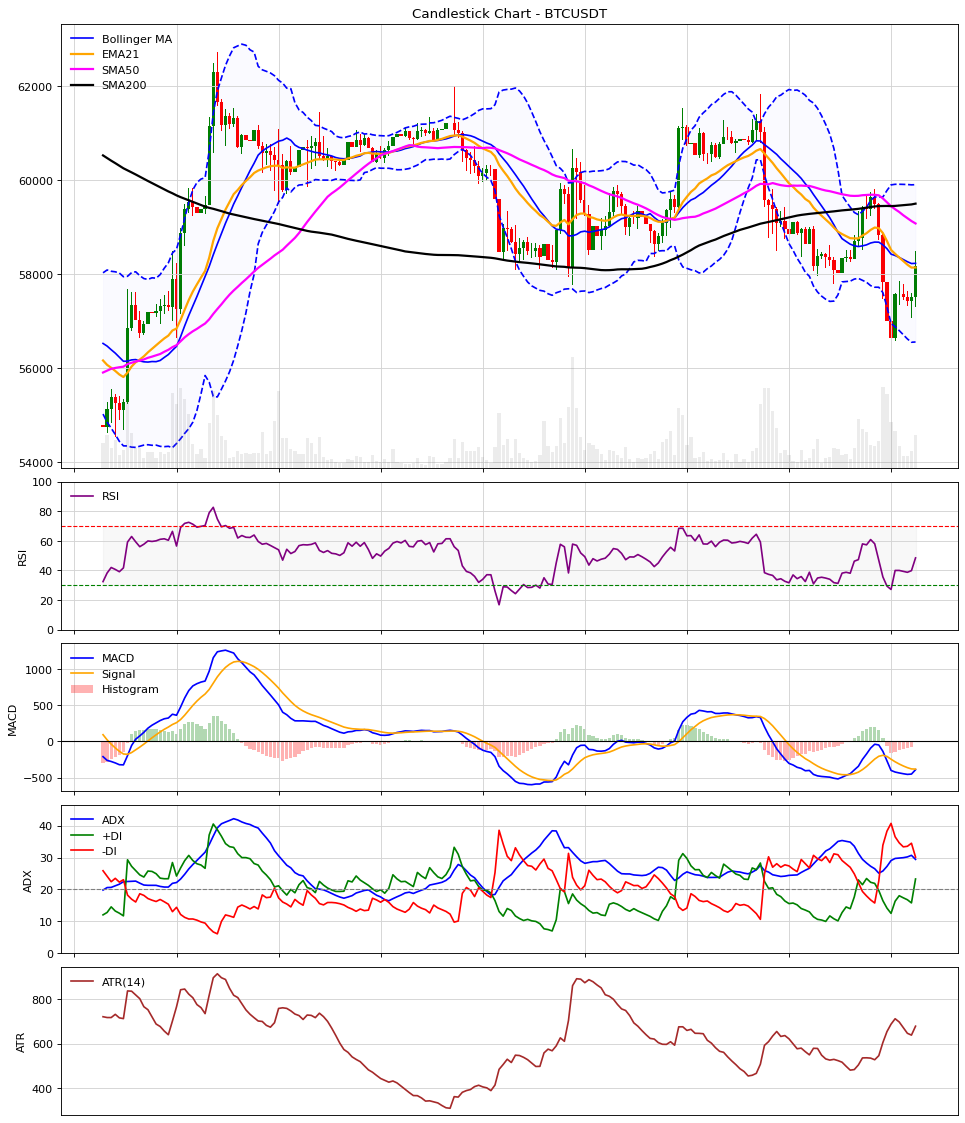 Candlestick Chart - BTCUSDT
Bollinger MA
EMA21
SMA50
SMA200
62000
60000
58000
56000
54000
RSI
RSI
100
80
60
40
20
0
MACD
Signal
Histogram
MACD
1000
500
0
−500
ADX
+DI
-DI
ADX
40
30
20
10
0
ATR(14)
ATR
800
600
400